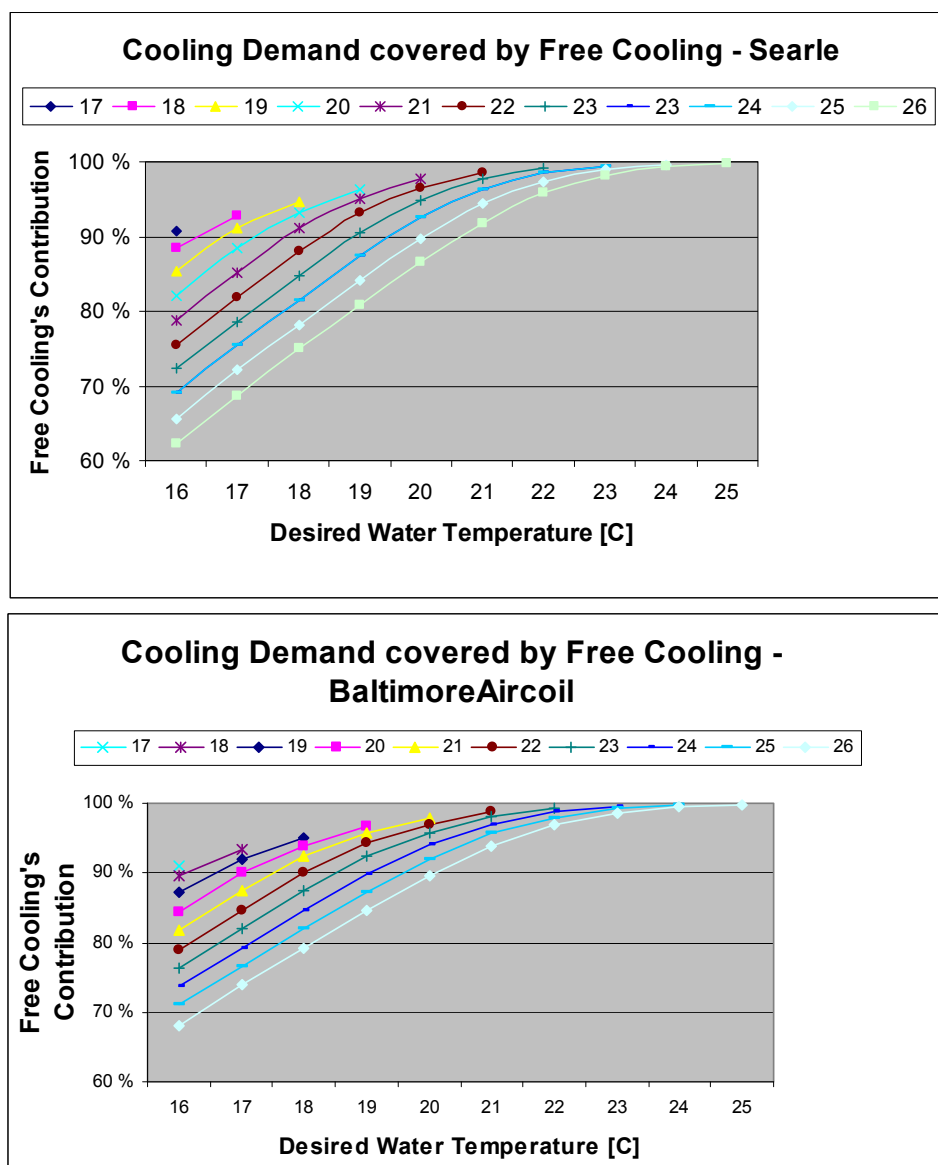 Cooling Demand covered by Free Cooling - Searle
17 18 19 20 21 22 23 23 24 25 26
100 %
90 %
80 %
70 %
60 %
Free Cooling's Contribution
16 17 18 19 20 21 22 23 24 25
Desired Water Temperature [C]
Cooling Demand covered by Free Cooling -
BaltimoreAircoil
17 18 19 20 21 22 23 24 25 26
100 %
90 %
80 %
70 %
60 %
Free Cooling's
Contribution
16 17 18 19 20 21 22 23 24 25
Desired Water Temperature [C]